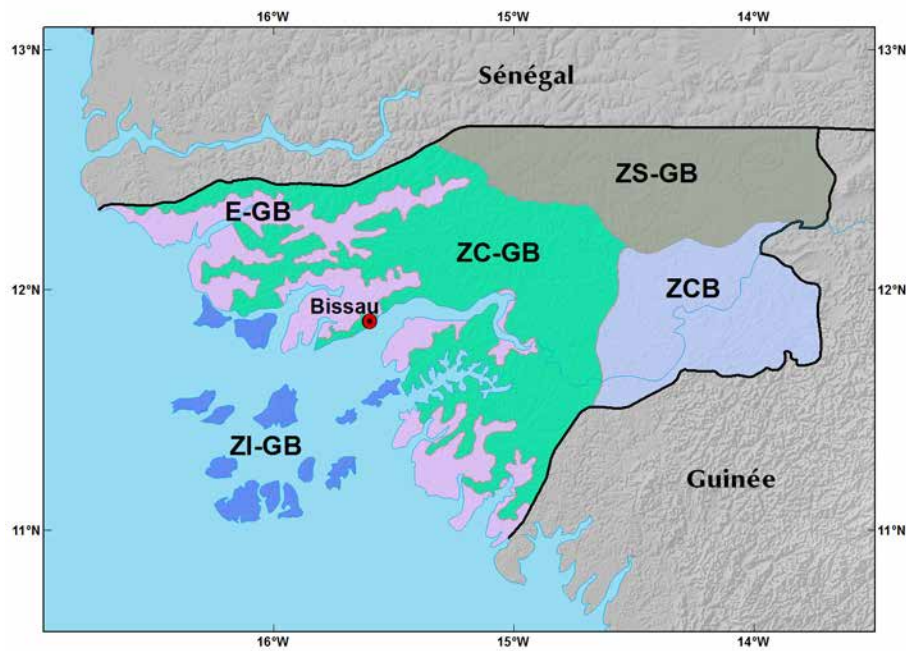 16°W 15°W 14°W
13°N 13°N
Sénégal
ZS-GB
E-GB
ZC-GB
12°N ZCB 12°N
Bissau
ZI-GB
Guinée
11°N 11°N
16°W 15°W 14°W